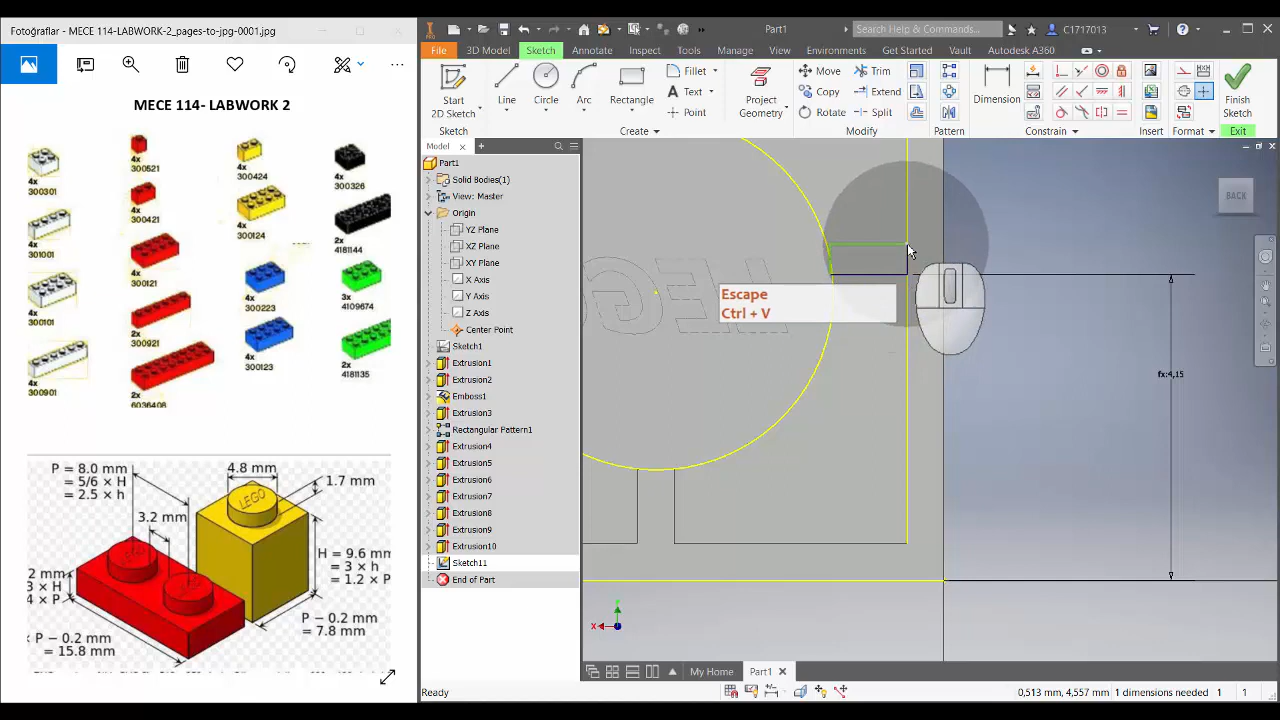 Fotoğraflar - MECE 114-LABWORK-2_pages-to-jpg-0001.jpg
MECE 114- LABWORK 2
4x
300301
4x
300521
4x
300424
4x
300326
4x
301001
4x
300421
4x
300124
2x
4181144
4x
300101
4x
300121
4x
300223
3x
4109674
4x
300901
2x
300921
4x
300123
2x
4181135
2x
6036408
P = 8.0 mm
= 5/6 × H
= 2.5 × h
4.8 mm
1.7 mm
3.2 mm
H = 9.6 mm
= 3 × h
= 1.2 × P
2 mm
3 × H
4 × P
P − 0.2 mm
= 7.8 mm
× P − 0.2 mm
= 15.8 mm
LEGO
PRO
Part1
Search Help & Commands...
C1717013
File
3D Model
Sketch
Annotate
Inspect
Tools
Manage
View
Environments
Get Started
Vault
Autodesk A360
Start
2D Sketch
Line
Circle
Arc
Rectangle
Fillet
Text
Point
Project
Geometry
Move
Copy
Rotate
Trim
Extend
Split
Dimension
Finish
Sketch
Sketch
Create
Modify
Pattern
Constrain
Insert
Format
Exit
Model
Part1
Solid Bodies(1)
View: Master
Origin
YZ Plane
XZ Plane
XY Plane
X Axis
Y Axis
Z Axis
Center Point
Sketch1
Extrusion1
Extrusion2
Emboss1
Extrusion3
Rectangular Pattern1
Extrusion4
Extrusion5
Extrusion6
Extrusion7
Extrusion8
Extrusion9
Extrusion10
Sketch11
End of Part
BACK
Escape
Ctrl + V
fx:4,15
Y
X
My Home
Part1
Ready
0,513 mm, 4,557 mm
1 dimensions needed
1
1